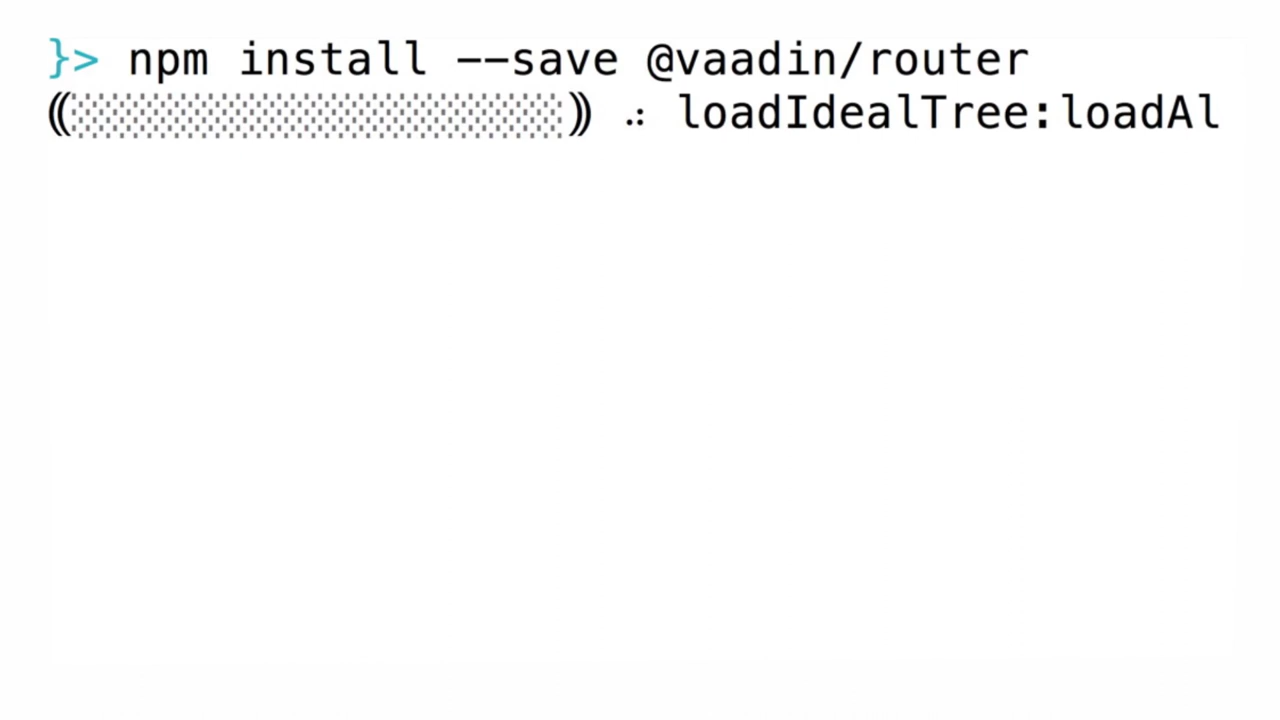 }> npm install --save @vaadin/router
⸨░░░░░░░░░░░░░░░░░░⸩ ⠴ loadIdealTree:loadAl